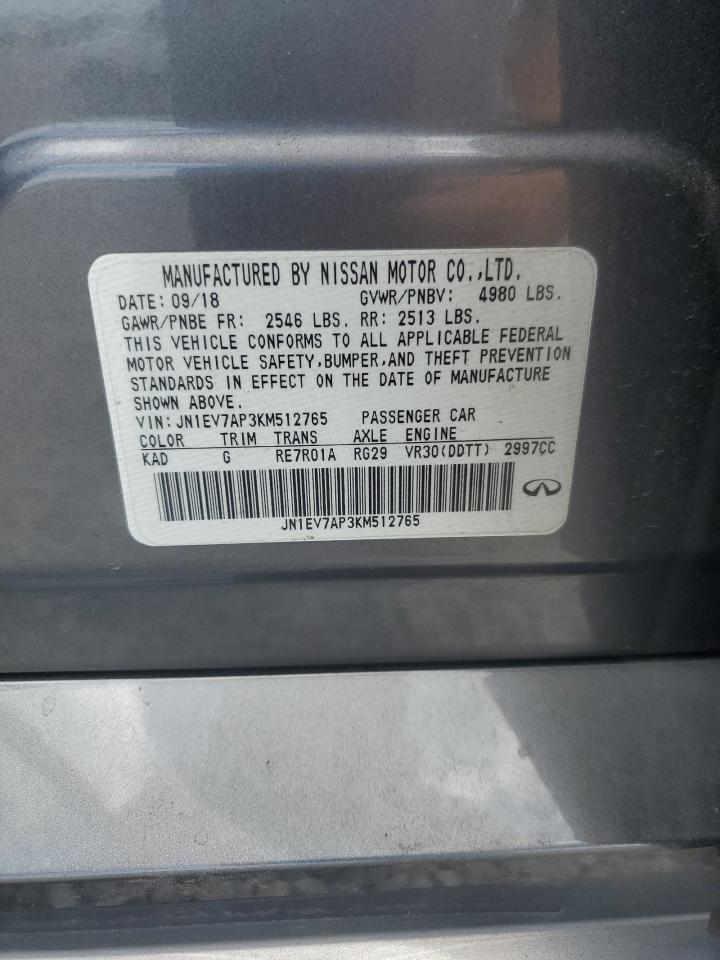 MANUFACTURED BY NISSAN MOTOR CO.,LTD.
DATE: 09/18 GVWR/PNBV: 4980 LBS.
GAWR/PNBE FR: 2546 LBS. RR: 2513 LBS.
THIS VEHICLE CONFORMS TO ALL APPLICABLE FEDERAL
MOTOR VEHICLE SAFETY,BUMPER,AND THEFT PREVENTION
STANDARDS IN EFFECT ON THE DATE OF MANUFACTURE
SHOWN ABOVE.
VIN: JN1EV7AP3KM512765 PASSENGER CAR
COLOR TRIM TRANS AXLE ENGINE
KAD G RE7R01A RG29 VR30(DDTT) 2997CC
JN1EV7AP3KM512765